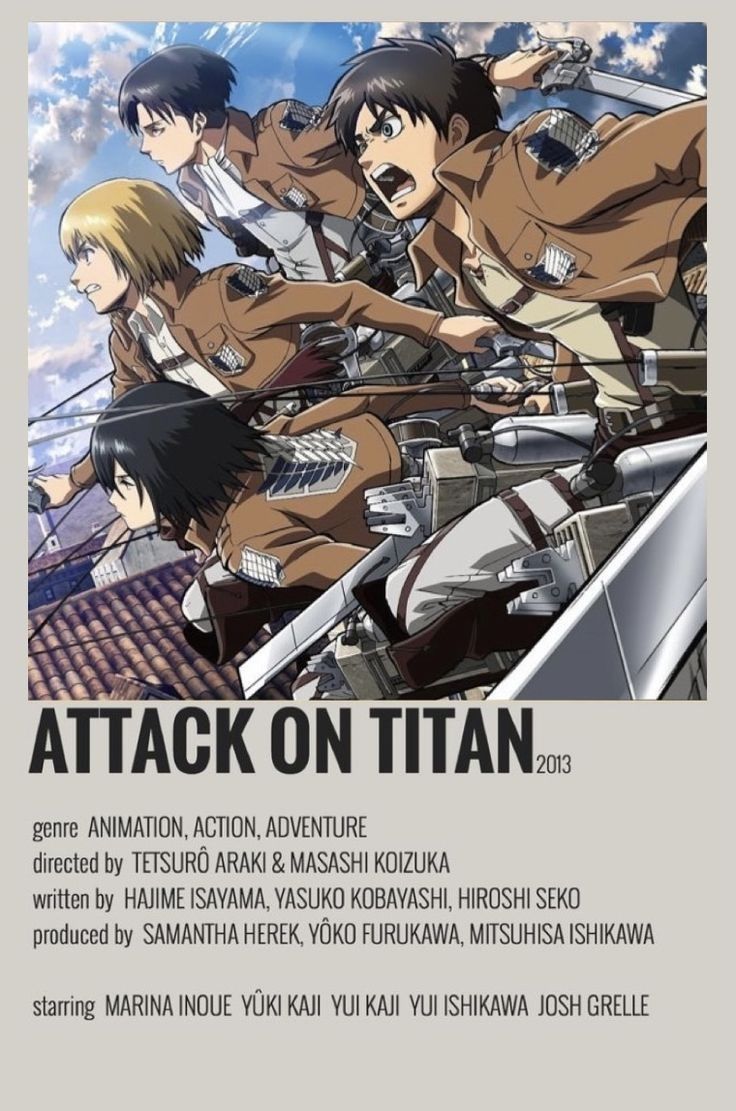 ATTACK ON TITAN 2013
genre ANIMATION, ACTION, ADVENTURE
directed by TETSURÔ ARAKI & MASASHI KOIZUKA
written by HAJIME ISAYAMA, YASUKO KOBAYASHI, HIROSHI SEKO
produced by SAMANTHA HEREK, YÔKO FURUKAWA, MITSUHISA ISHIKAWA
starring MARINA INOUE YÛKI KAJI YUI KAJI YUI ISHIKAWA JOSH GRELLE